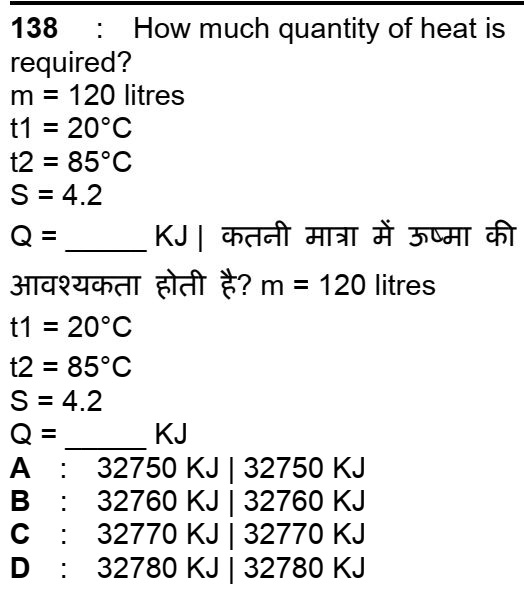 138 : How much quantity of heat is
required?
m = 120 litres
t1 = 20°C
t2 = 85°C
S = 4.2
Q = _____ KJ | कतनी मात्रा में ऊष्मा की
आवश्यकता होती है? m = 120 litres
t1 = 20°C
t2 = 85°C
S = 4.2
Q = _____ KJ
A : 32750 KJ | 32750 KJ
B : 32760 KJ | 32760 KJ
C : 32770 KJ | 32770 KJ
D : 32780 KJ | 32780 KJ